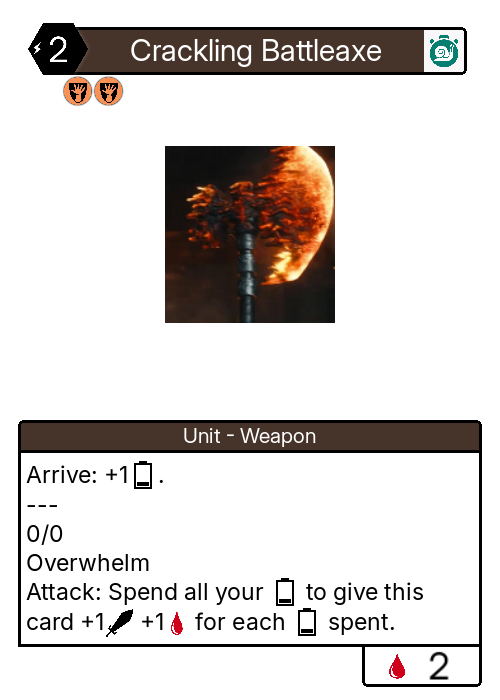 2
Crackling Battleaxe
Unit - Weapon
Arrive: +1 .
---
0/0
Overwhelm
Attack: Spend all your to give this
card +1 +1 for each spent.
2